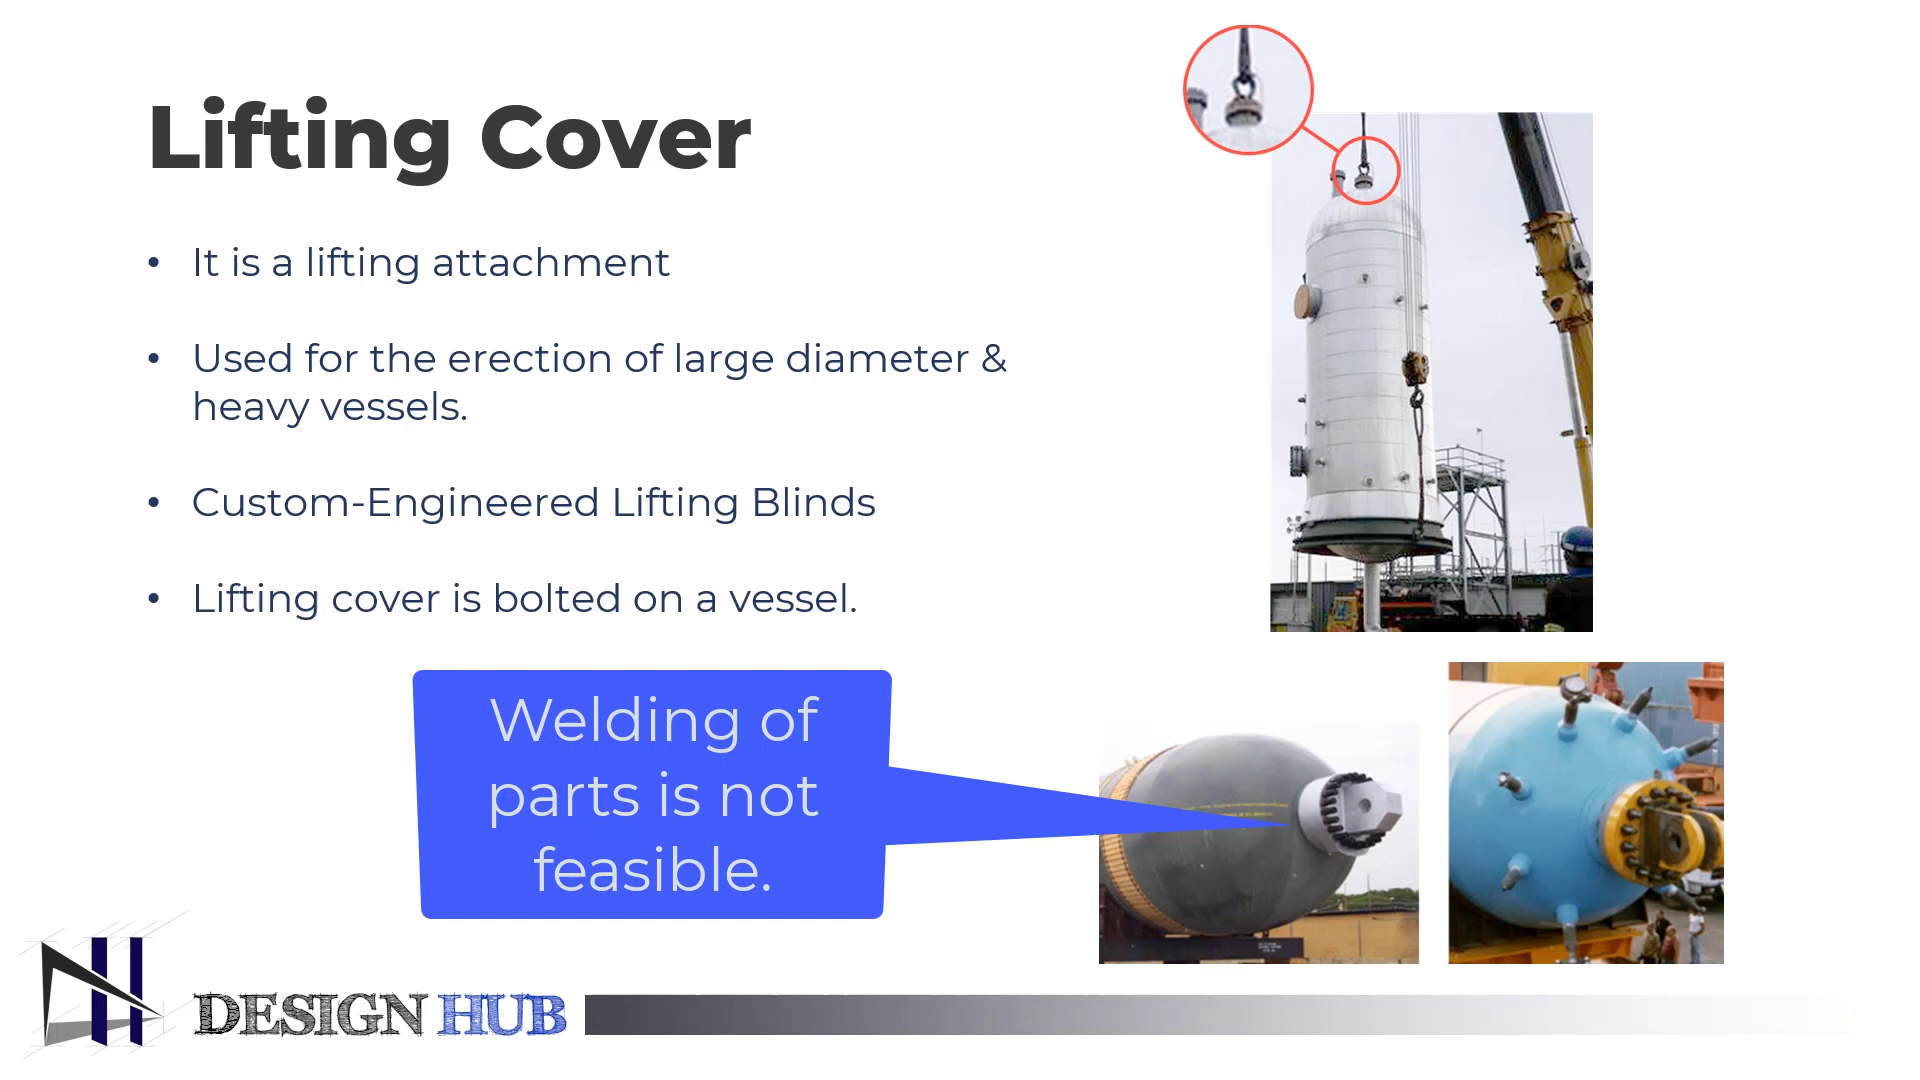 Lifting Cover
• It is a lifting attachment
• Used for the erection of large diameter &
heavy vessels.
• Custom-Engineered Lifting Blinds
• Lifting cover is bolted on a vessel.
Welding of
parts is not
feasible.
DESIGN HUB